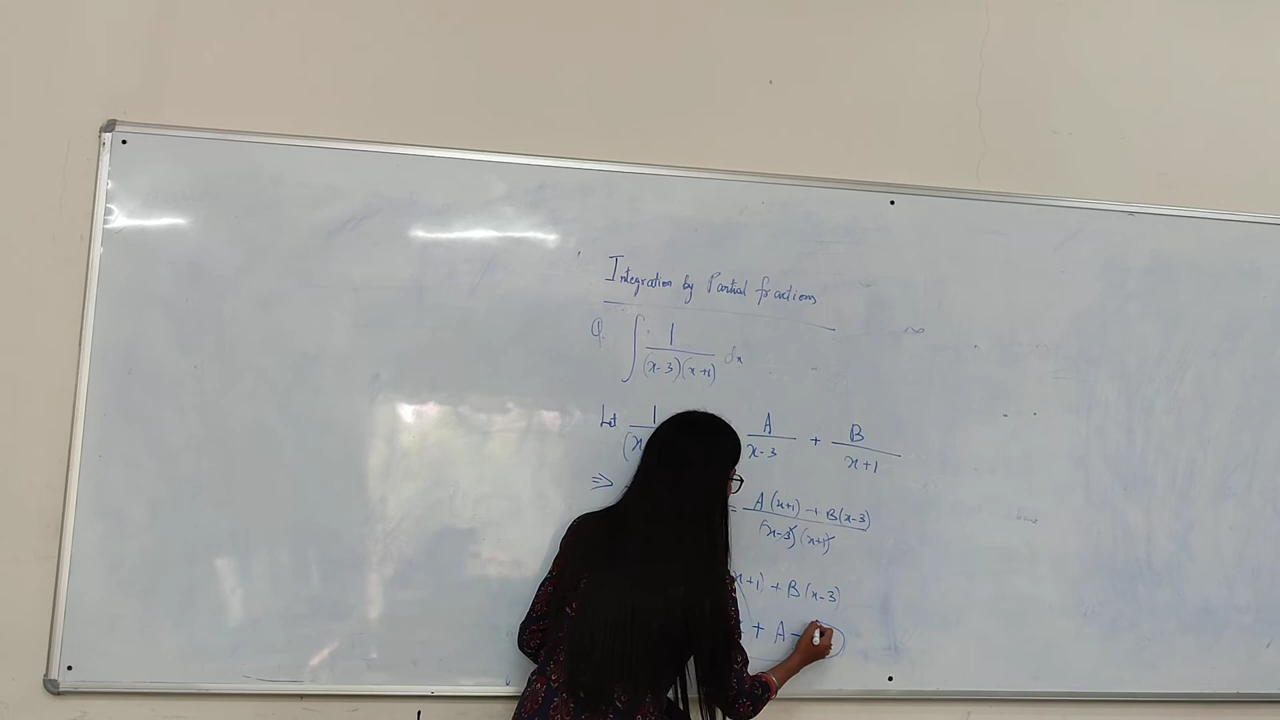 Integration by Partial fractions
Q. ∫ 1/((x-3)(x+1)) dx
Let 1/(x A/(x-3) + B/(x+1)
⇒ = (A(x+1) + B(x-3))/((x-3)(x+1))
x+1) + B(x-3)
+ A -